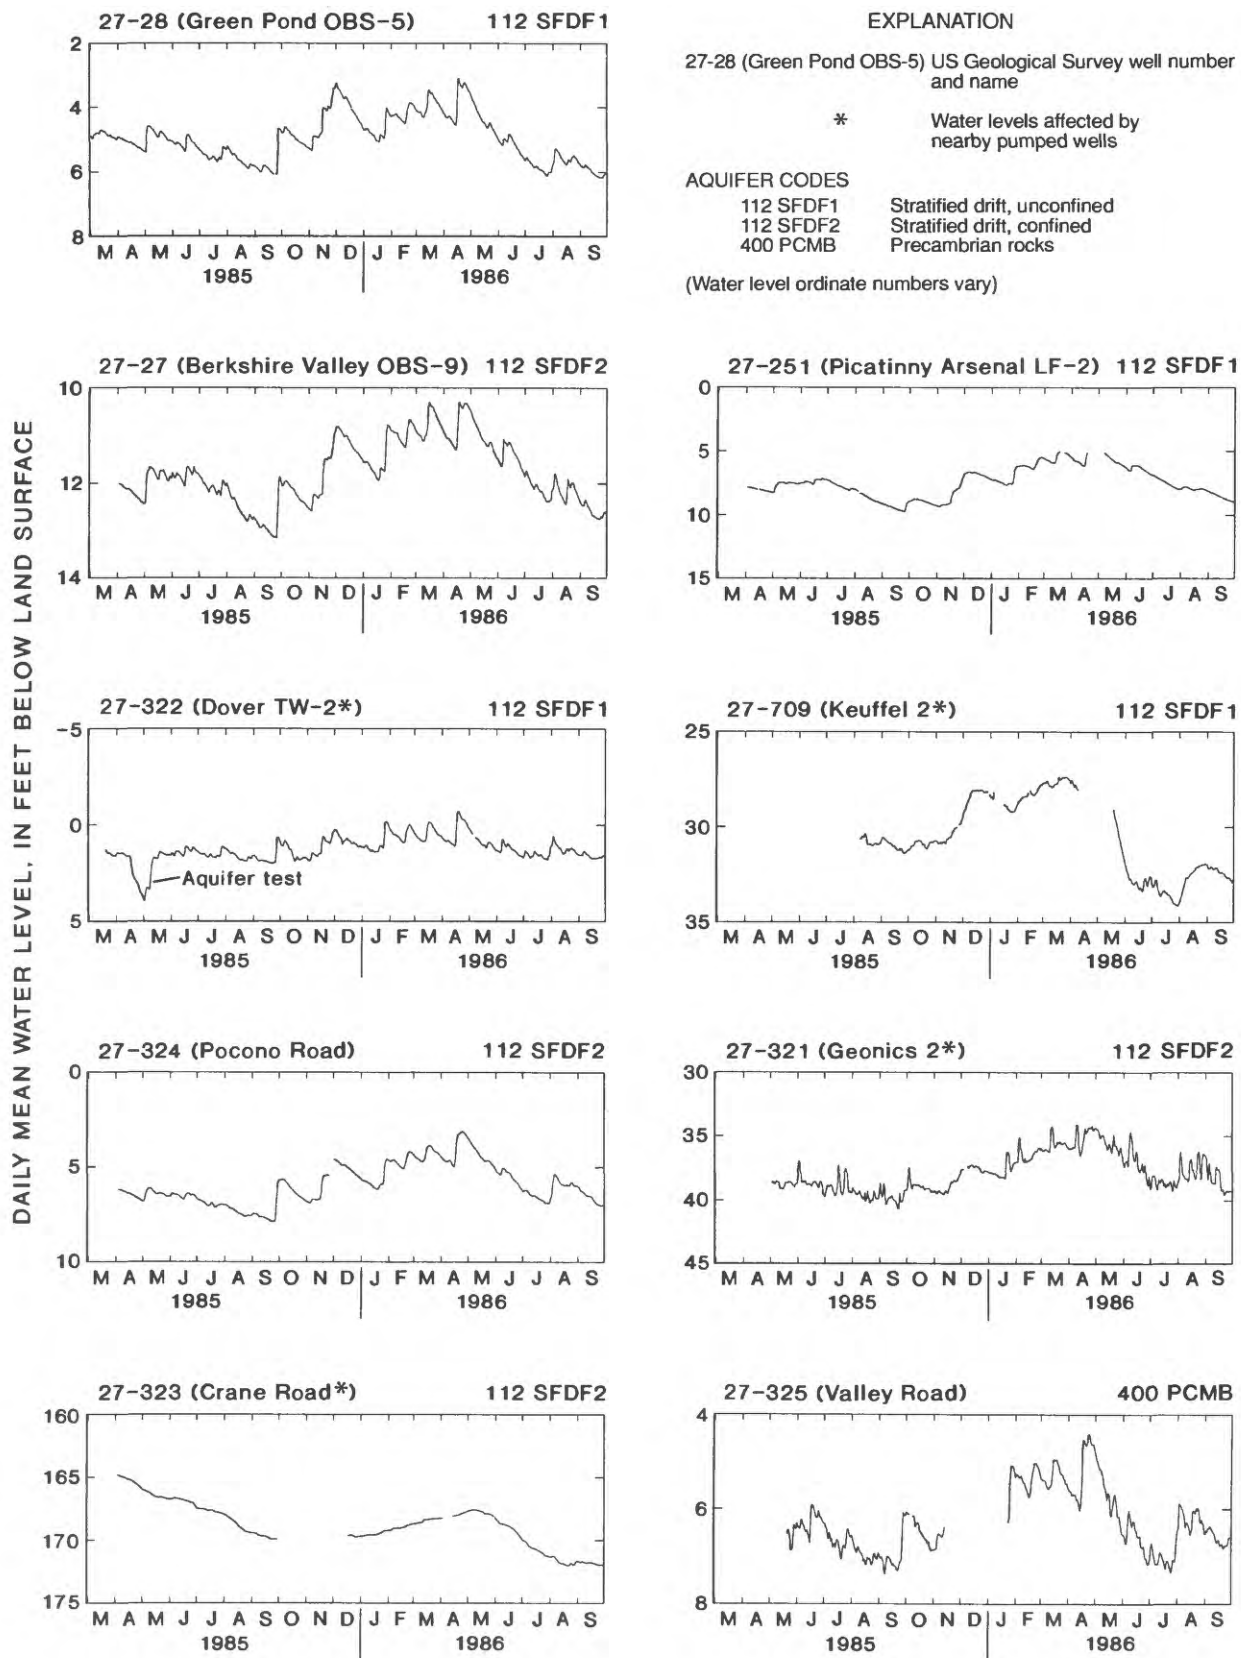 27-28 (Green Pond OBS-5) 112 SFDF1
2
4
6
8
M A M J J A S O N D J F M A M J J A S
1985 1986
EXPLANATION
27-28 (Green Pond OBS-5) US Geological Survey well number
and name
* Water levels affected by
nearby pumped wells
AQUIFER CODES
112 SFDF1 Stratified drift, unconfined
112 SFDF2 Stratified drift, confined
400 PCMB Precambrian rocks
(Water level ordinate numbers vary)
DAILY MEAN WATER LEVEL, IN FEET BELOW LAND SURFACE
27-27 (Berkshire Valley OBS-9) 112 SFDF2
10
12
14
M A M J J A S O N D J F M A M J J A S
1985 1986
27-251 (Picatinny Arsenal LF-2) 112 SFDF1
0
5
10
15
M A M J J A S O N D J F M A M J J A S
1985 1986
27-322 (Dover TW-2*) 112 SFDF1
-5
0
5
Aquifer test
M A M J J A S O N D J F M A M J J A S
1985 1986
27-709 (Keuffel 2*) 112 SFDF1
25
30
35
M A M J J A S O N D J F M A M J J A S
1985 1986
27-324 (Pocono Road) 112 SFDF2
0
5
10
M A M J J A S O N D J F M A M J J A S
1985 1986
27-321 (Geonics 2*) 112 SFDF2
30
35
40
45
M A M J J A S O N D J F M A M J J A S
1985 1986
27-323 (Crane Road*) 112 SFDF2
160
165
170
175
M A M J J A S O N D J F M A M J J A S
1985 1986
27-325 (Valley Road) 400 PCMB
4
6
8
M A M J J A S O N D J F M A M J J A S
1985 1986